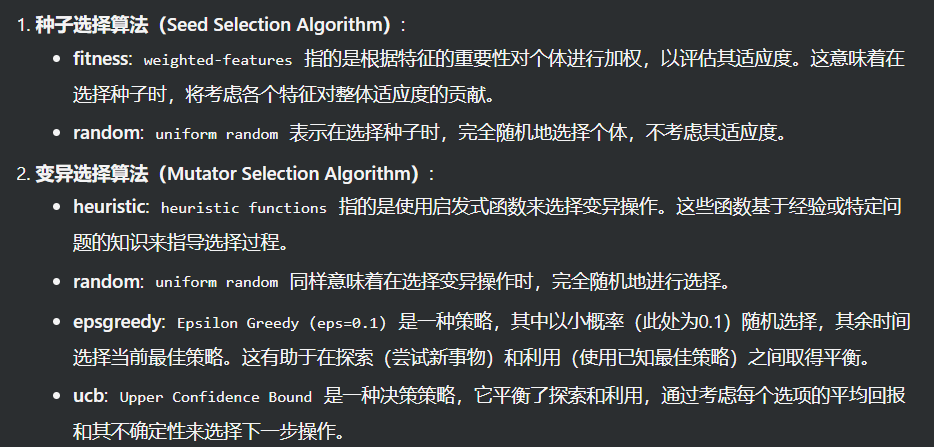 1. 种子选择算法（Seed Selection Algorithm）:
• fitness: weighted-features 指的是根据特征的重要性对个体进行加权，以评估其适应度。这意味着在
选择种子时，将考虑各个特征对整体适应度的贡献。
• random: uniform random 表示在选择种子时，完全随机地选择个体，不考虑其适应度。
2. 变异选择算法（Mutator Selection Algorithm）:
• heuristic: heuristic functions 指的是使用启发式函数来选择变异操作。这些函数基于经验或特定问
题的知识来指导选择过程。
• random: uniform random 同样意味着在选择变异操作时，完全随机地进行选择。
• epsgreedy: Epsilon Greedy (eps=0.1) 是一种策略，其中以小概率（此处为0.1）随机选择，其余时间
选择当前最佳策略。这有助于在探索（尝试新事物）和利用（使用已知最佳策略）之间取得平衡。
• ucb: Upper Confidence Bound 是一种决策策略，它平衡了探索和利用，通过考虑每个选项的平均回报
和其不确定性来选择下一步操作。